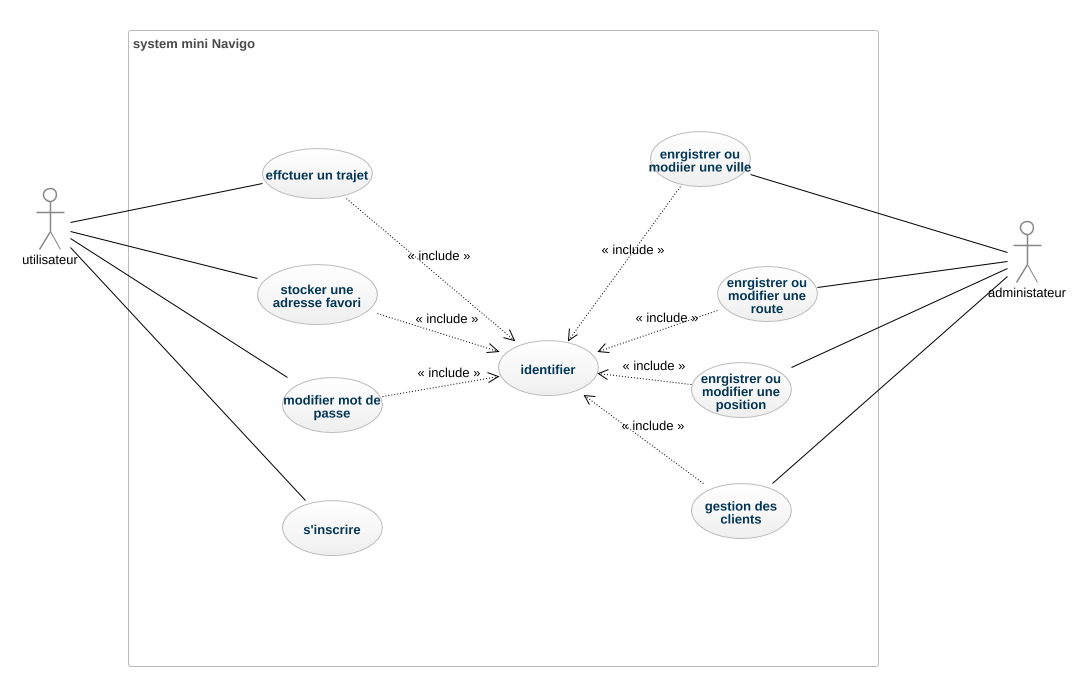 system mini Navigo
effctuer un trajet
enrgistrer ou
modiier une ville
utilisateur
« include »
« include »
administateur
stocker une
adresse favori
enrgistrer ou
modifier une
route
« include »
« include »
identifier
« include »
« include »
modifier mot de
passe
enrgistrer ou
modifier une
position
« include »
s'inscrire
gestion des
clients